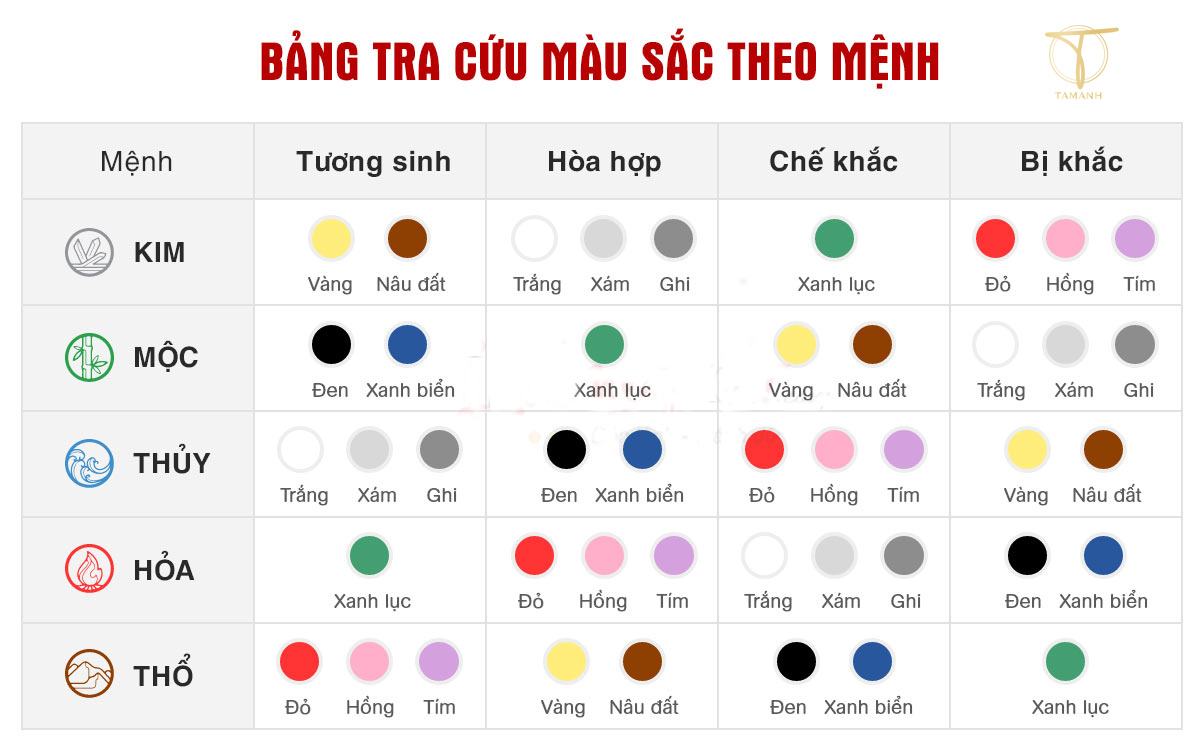 BẢNG TRA CỨU MÀU SẮC THEO MỆNH
TAMANH
Mệnh Tương sinh Hòa hợp Chế khắc Bị khắc
KIM Vàng Nâu đất Trắng Xám Ghi Xanh lục Đỏ Hồng Tím
MỘC Đen Xanh biển Xanh lục Vàng Nâu đất Trắng Xám Ghi
THỦY Trắng Xám Ghi Đen Xanh biển Đỏ Hồng Tím Vàng Nâu đất
HỎA Xanh lục Đỏ Hồng Tím Trắng Xám Ghi Đen Xanh biển
THỔ Đỏ Hồng Tím Vàng Nâu đất Đen Xanh biển Xanh lục